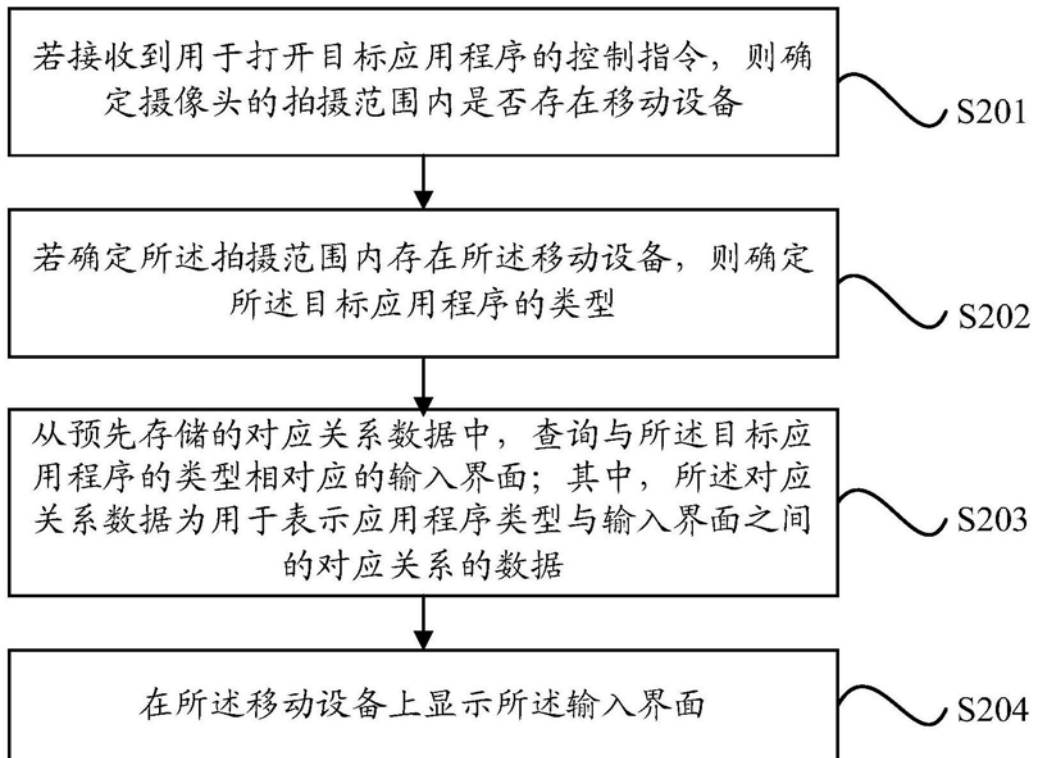 若接收到用于打开目标应用程序的控制指令，则确
定摄像头的拍摄范围内是否存在移动设备
S201
若确定所述拍摄范围内存在所述移动设备，则确定
所述目标应用程序的类型
S202
从预先存储的对应关系数据中，查询与所述目标应
用程序的类型相对应的输入界面；其中，所述对应
关系数据为用于表示应用程序类型与输入界面之间
的对应关系的数据
S203
在所述移动设备上显示所述输入界面
S204